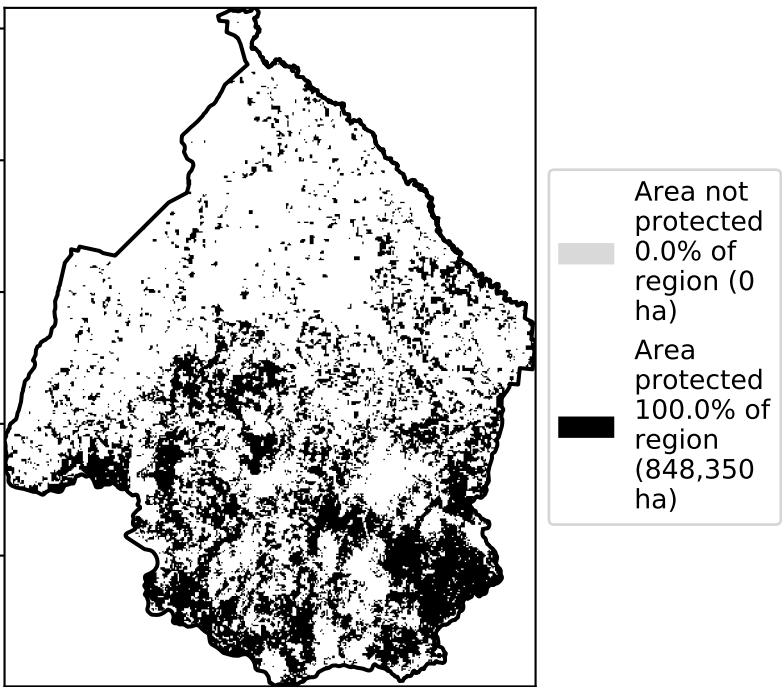 Area not
protected
0.0% of
region (0
ha)
Area
protected
100.0% of
region
(848,350
ha)